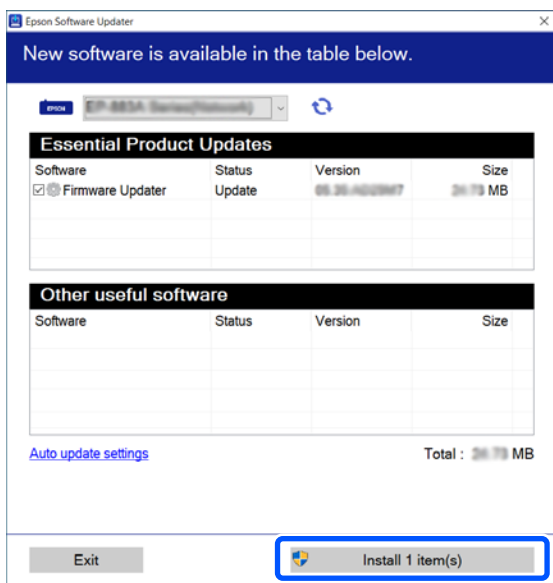 Epson Software Updater
New software is available in the table below.
EPSON
Essential Product Updates
Software Status Version Size
Firmware Updater Update MB
Other useful software
Software Status Version Size
Auto update settings Total : MB
Exit Install 1 item(s)